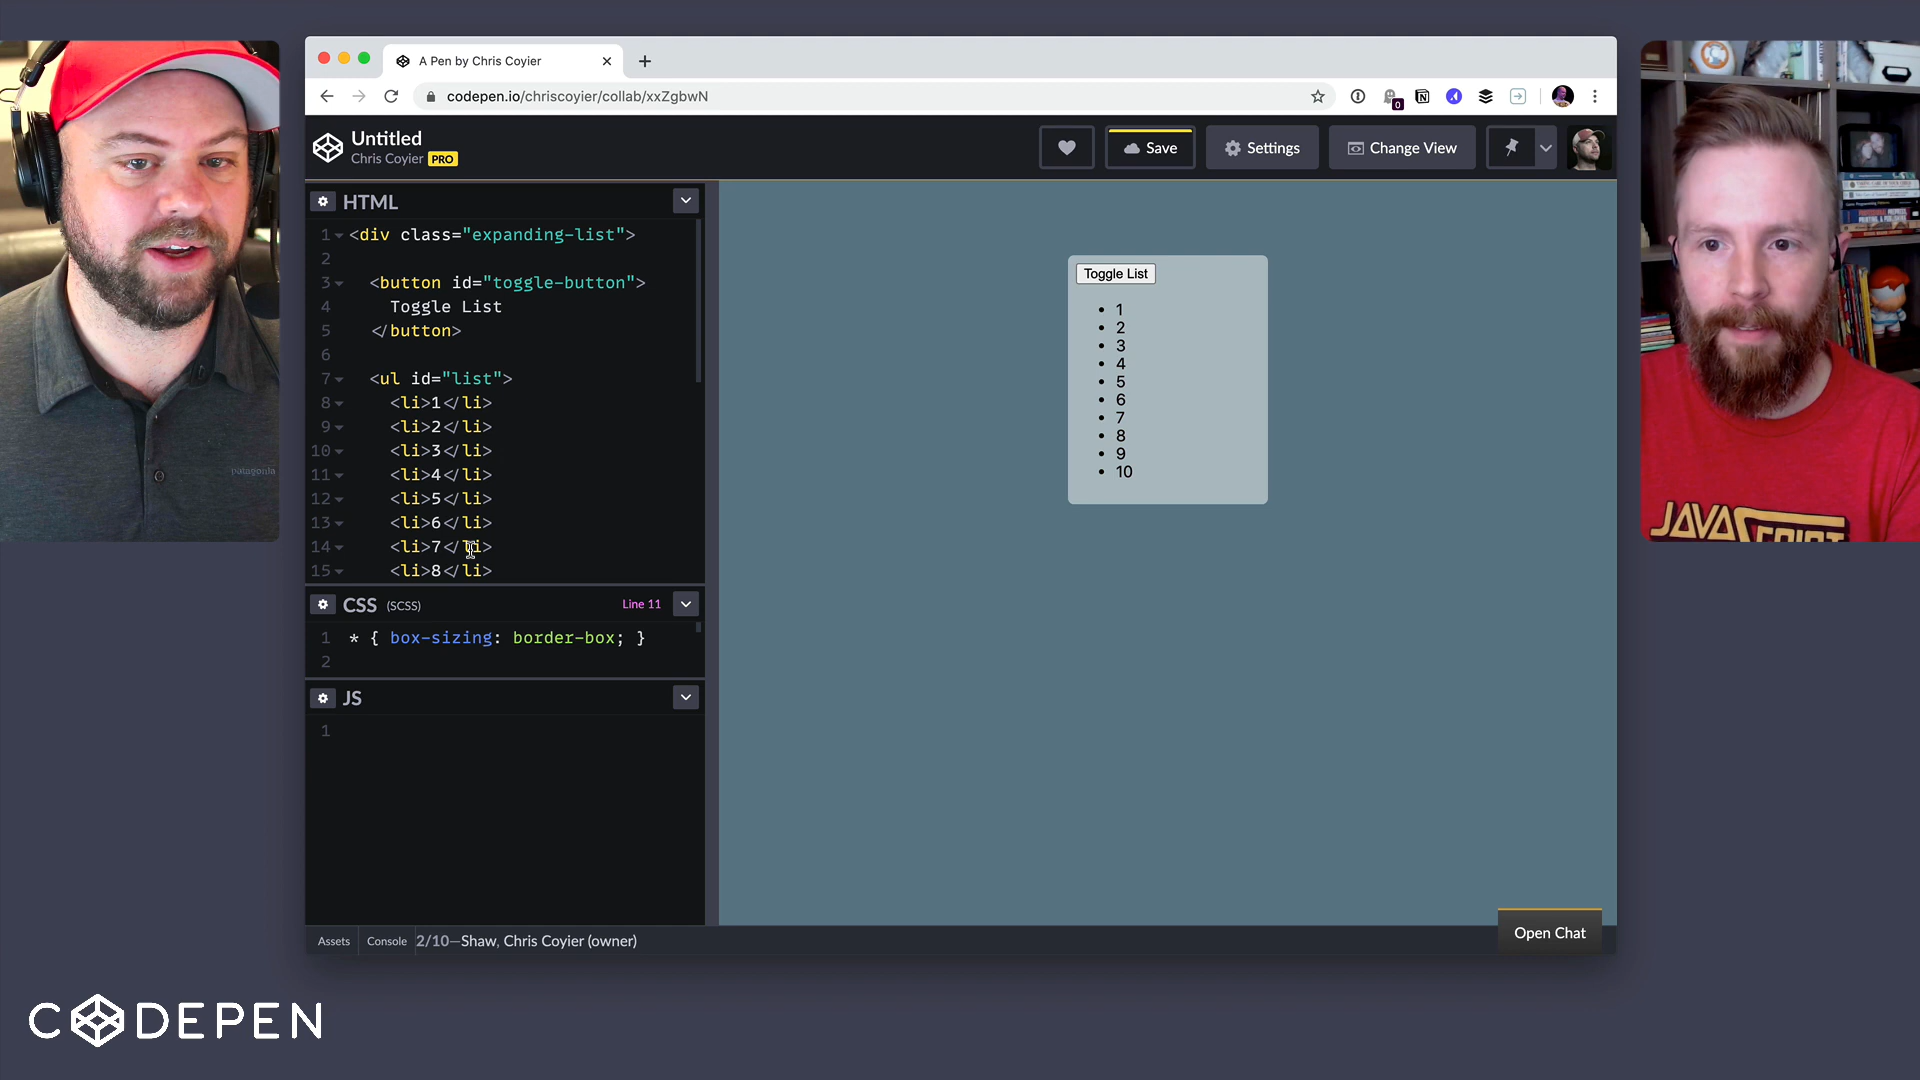 A Pen by Chris Coyier
codepen.io/chriscoyier/collab/xxZgbwN
0
Untitled
Chris Coyier PRO
Save
Settings
Change View
HTML
1 <div class="expanding-list">
2
3 <button id="toggle-button">
4 Toggle List
5 </button>
6
7 <ul id="list">
8 <li>1</li>
9 <li>2</li>
10 <li>3</li>
11 <li>4</li>
12 <li>5</li>
13 <li>6</li>
14 <li>7</li>
15 <li>8</li>
CSS (SCSS) Line 11
1 * { box-sizing: border-box; }
2
JS
1
Toggle List
1
2
3
4
5
6
7
8
9
10
Assets Console 2/10—Shaw, Chris Coyier (owner)
Open Chat
patagonia
JAVASCRIPT
CODEPEN